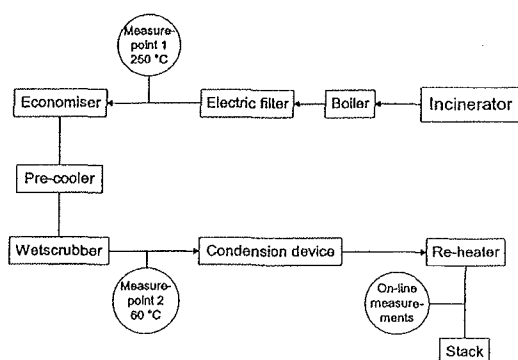 Measure-
point 1
250 °C
Economiser
Electric filter
Boiler
Incinerator
Pre-cooler
Wetscrubber
Condension device
Re-heater
Measure-
point 2
60 °C
On-line
measure-
ments
Stack